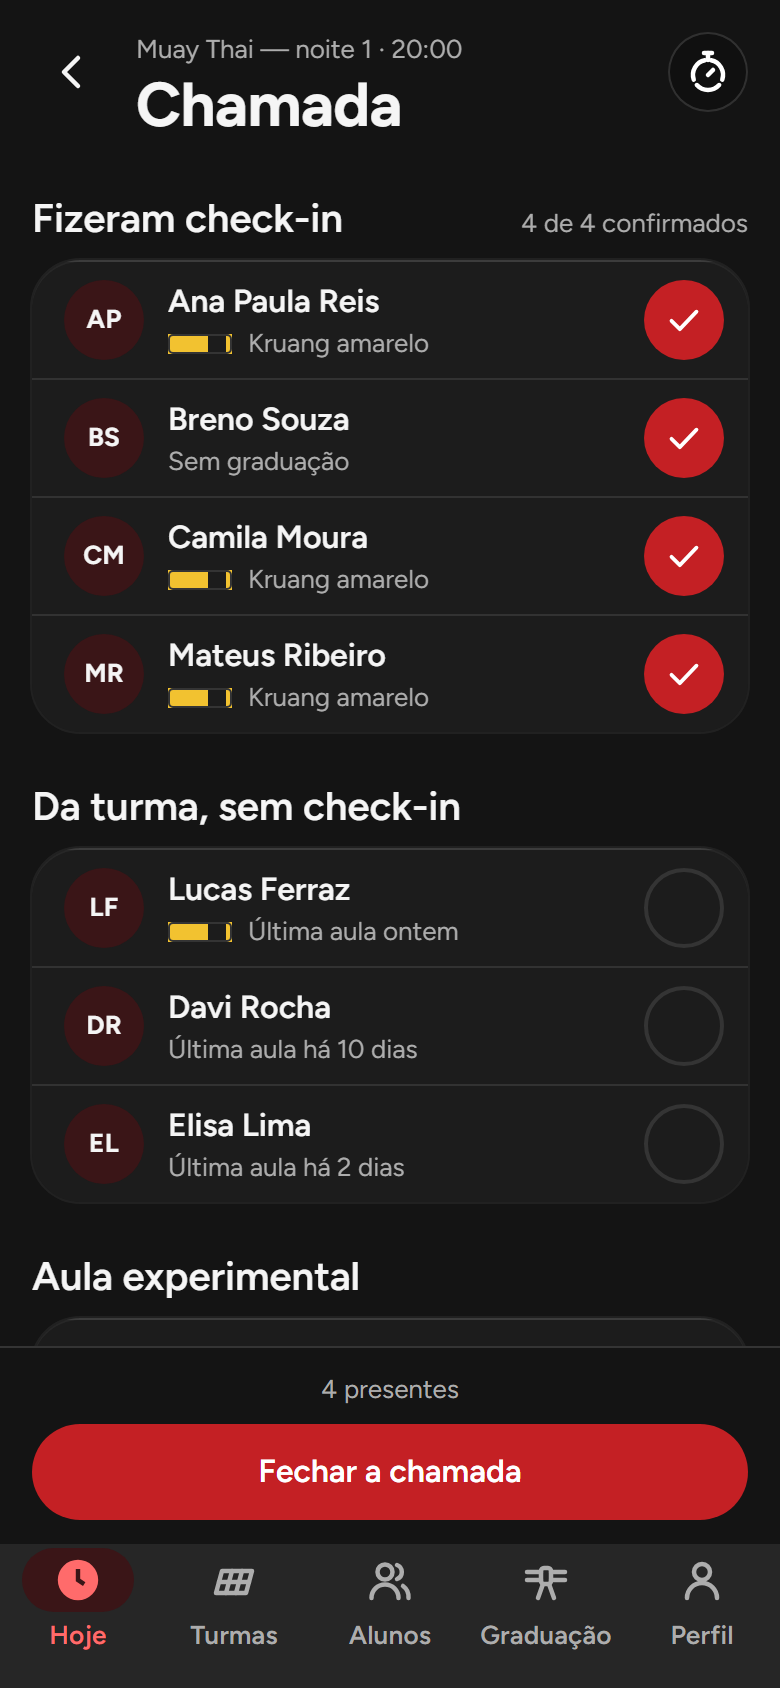 Muay Thai — noite 1 · 20:00
Chamada
Fizeram check-in
4 de 4 confirmados
AP
Ana Paula Reis
Kruang amarelo
BS
Breno Souza
Sem graduação
CM
Camila Moura
Kruang amarelo
MR
Mateus Ribeiro
Kruang amarelo
Da turma, sem check-in
LF
Lucas Ferraz
Última aula ontem
DR
Davi Rocha
Última aula há 10 dias
EL
Elisa Lima
Última aula há 2 dias
Aula experimental
4 presentes
Fechar a chamada
Hoje
Turmas
Alunos
Graduação
Perfil